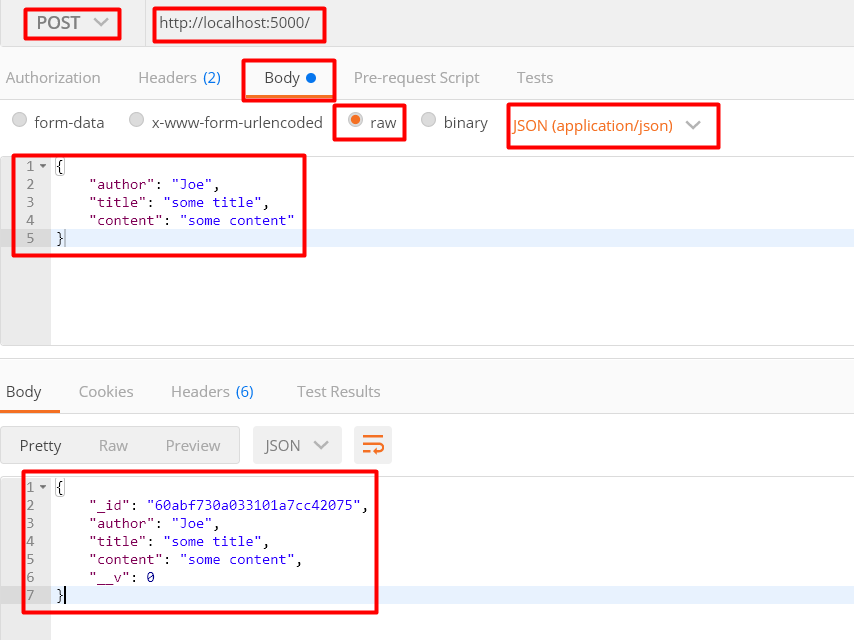 POST http://localhost:5000/
Authorization Headers (2) Body Pre-request Script Tests
form-data x-www-form-urlencoded raw binary JSON (application/json)
1 {
2 "author": "Joe",
3 "title": "some title",
4 "content": "some content"
5 }
Body Cookies Headers (6) Test Results
Pretty Raw Preview JSON
1 {
2 "_id": "60abf730a033101a7cc42075",
3 "author": "Joe",
4 "title": "some title",
5 "content": "some content",
6 "__v": 0
7 }